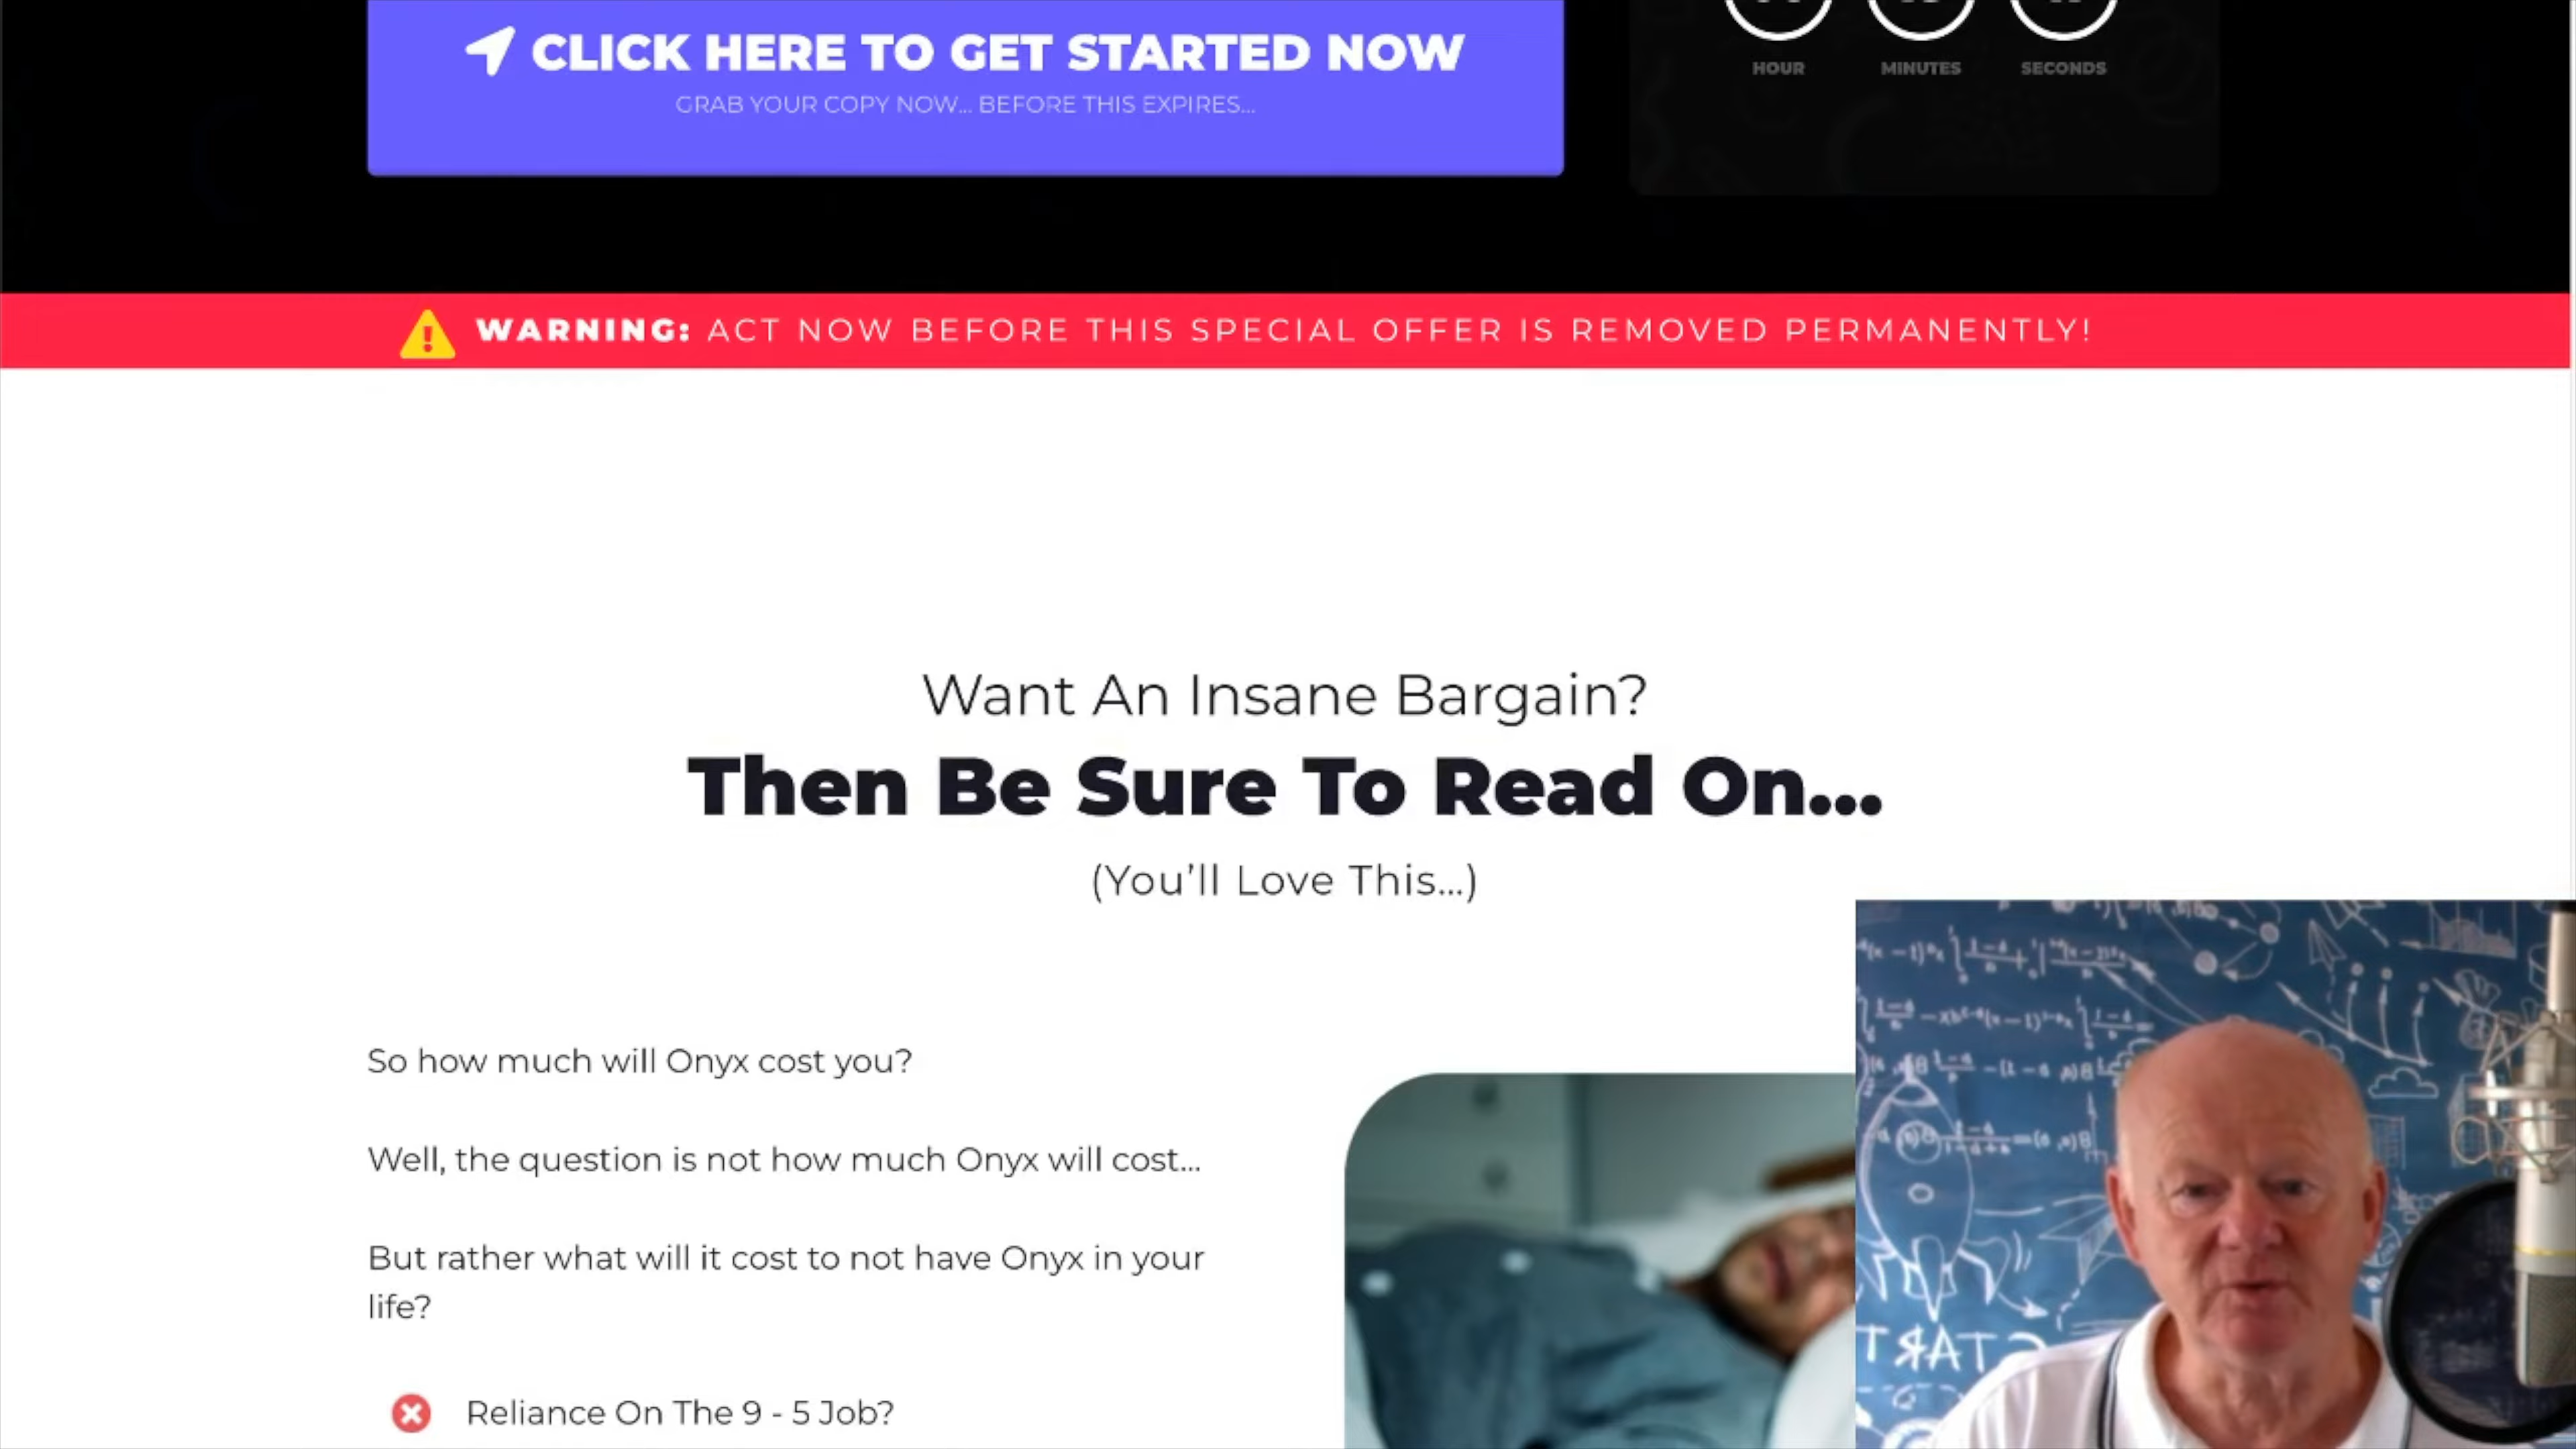 CLICK HERE TO GET STARTED NOW
GRAB YOUR COPY NOW... BEFORE THIS EXPIRES...
HOUR MINUTES SECONDS
WARNING: ACT NOW BEFORE THIS SPECIAL OFFER IS REMOVED PERMANENTLY!
Want An Insane Bargain?
Then Be Sure To Read On...
(You’ll Love This...)
So how much will Onyx cost you?
Well, the question is not how much Onyx will cost...
But rather what will it cost to not have Onyx in your
life?
Reliance On The 9 - 5 Job?